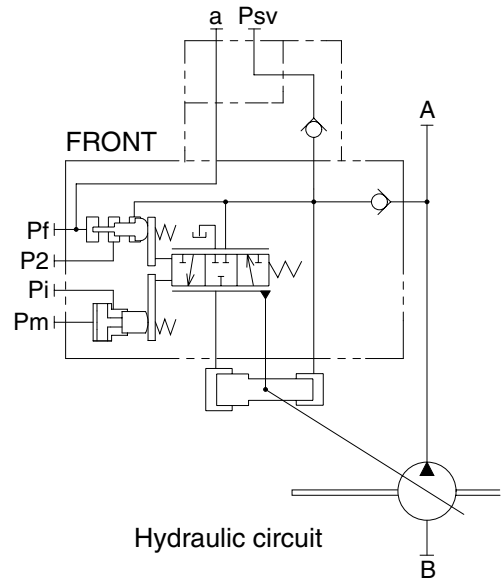 a Psv
A
FRONT
Pf
P2
Pi
Pm
Hydraulic circuit
B